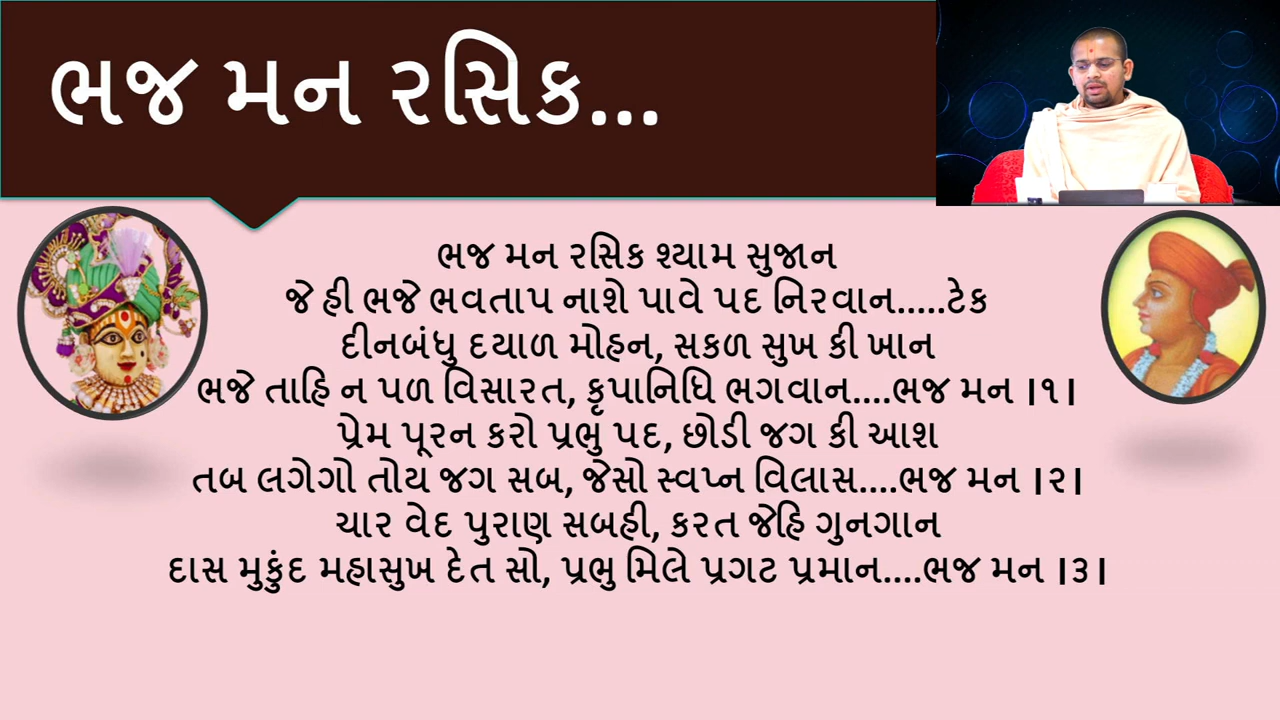 ભજ મન રસિક...
ભજ મન રસિક શ્યામ સુજાન
જે હી ભજે ભવતાપ નાશે પાવે પદ નિરવાન.....ટેક
દીનબંધુ દયાળ મોહન, સકળ સુખ કી ખાન
ભજે તાહિ ન પળ વિસારત, કૃપાનિધિ ભગવાન....ભજ મન ।૧।
પ્રેમ પૂરન કરો પ્રભુ પદ, છોડી જગ કી આશ
તબ લગેગો તોય જગ સબ, જેસો સ્વપ્ન વિલાસ....ભજ મન ।૨।
ચાર વેદ પુરાણ સબહી, કરત જેહિ ગુનગાન
દાસ મુકુંદ મહાસુખ દેત સો, પ્રભુ મિલે પ્રગટ પ્રમાન....ભજ મન ।૩।